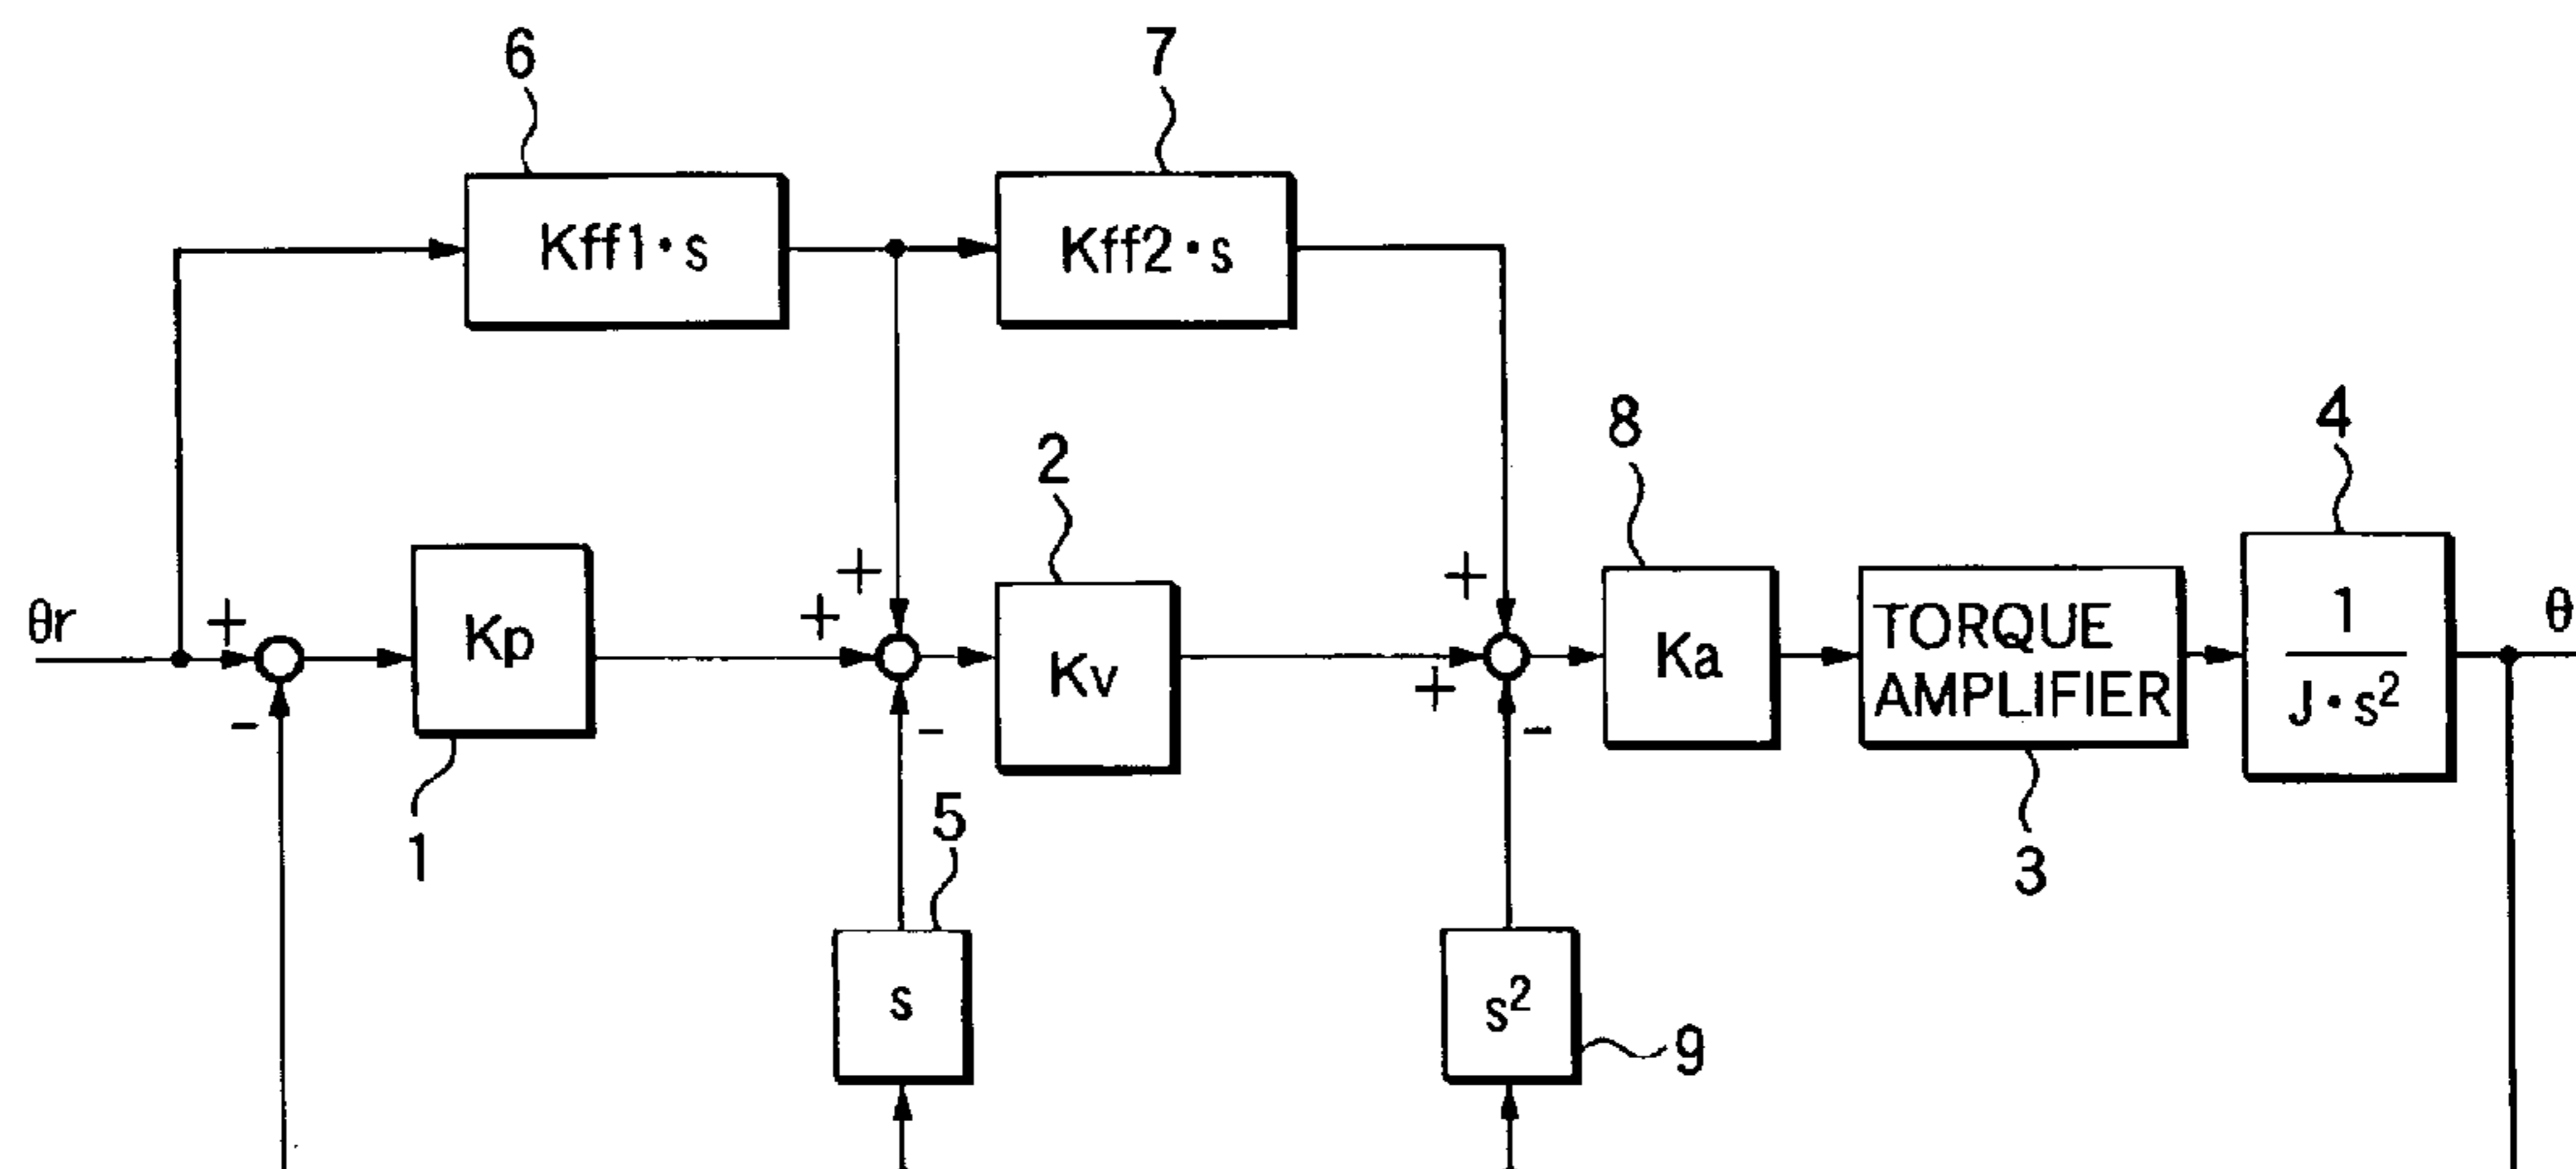 6
7
Kff1·s
Kff2·s
8
4
2
+
+
θr
+
Kp
+
Kv
+
Ka
TORQUE
AMPLIFIER
1
J·s²
θ
-
-
-
1
5
3
s
s²
9